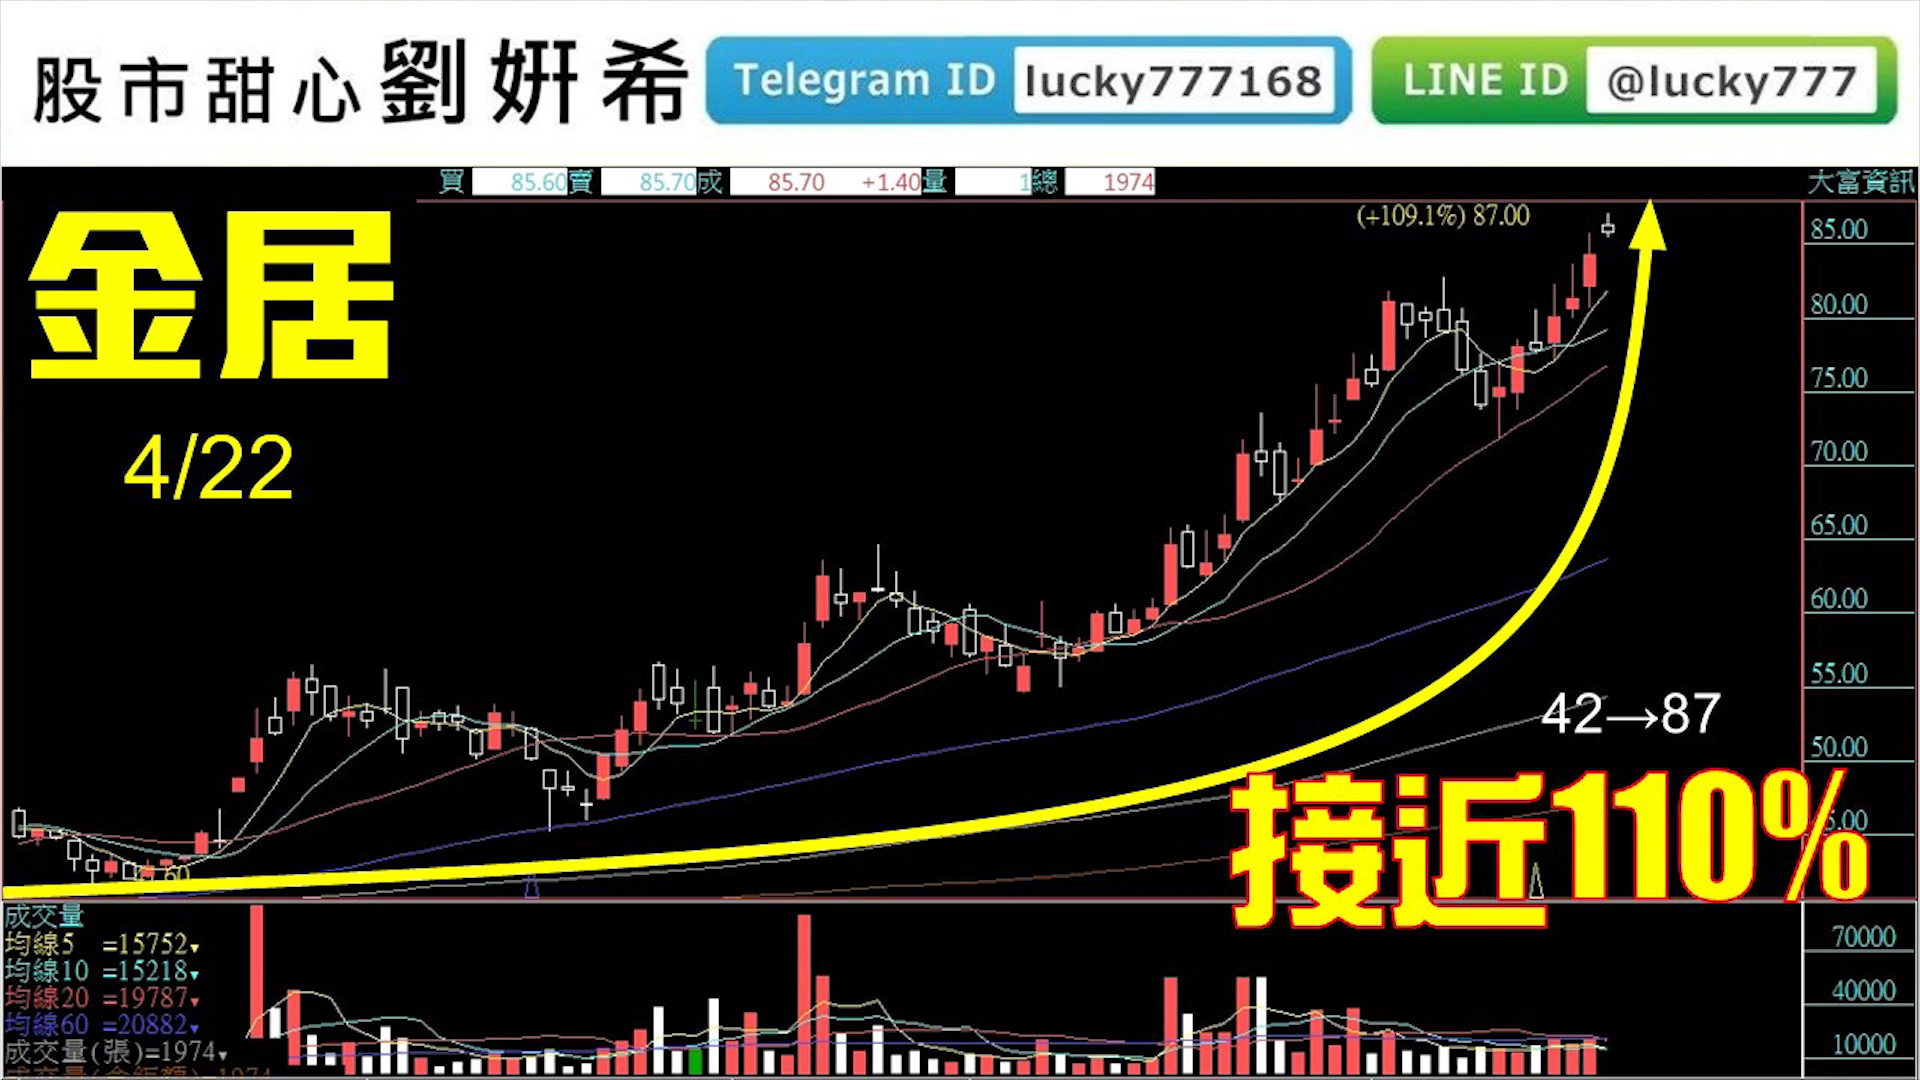 股市甜心劉妍希 Telegram ID lucky777168 LINE ID @lucky777
買 85.60 賣 85.70 成 85.70 +1.40 量 1 總 1974 大富資訊
金居
4/22
(+109.1%) 87.00
85.00
80.00
75.00
70.00
65.00
60.00
55.00
50.00
42→87
接近110%
成交量
均線5 =15752▼
均線10 =15218▼
均線20 =19787▼
均線60 =20882▼
成交量(張)=1974▼
70000
40000
10000